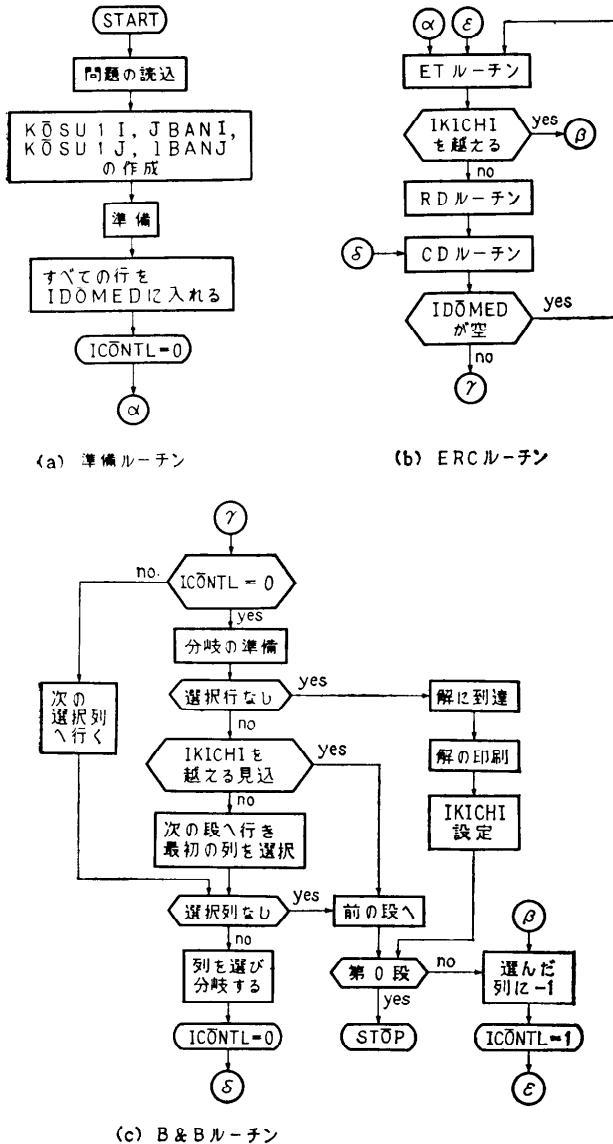 START
問題の読込
KŌSU1I, JBANI,
KŌSU1J, IBANJ
の作成
準備
すべての行を
IDŌMEDに入れる
ICŌNTL=0
α
(a) 準備ルーチン
α
ε
ETルーチン
IKICHI
を越える
yes
β
no
RDルーチン
δ
CDルーチン
IDŌMED
が空
yes
no
γ
(b) ERCルーチン
γ
ICŌNTL = 0
no
yes
分岐の準備
次の
選択列
へ行く
選択行なし
yes
no
解に到達
IKICHIを
越える見込
yes
no
解の印刷
次の段へ行き
最初の列を選択
IKICHI
設定
選択列なし
yes
no
前の段へ
β
列を選び
分岐する
第0段
no
yes
選んだ
列に-1
ICŌNTL=0
STŌP
ICŌNTL=1
δ
ε
(c) B&Bルーチン